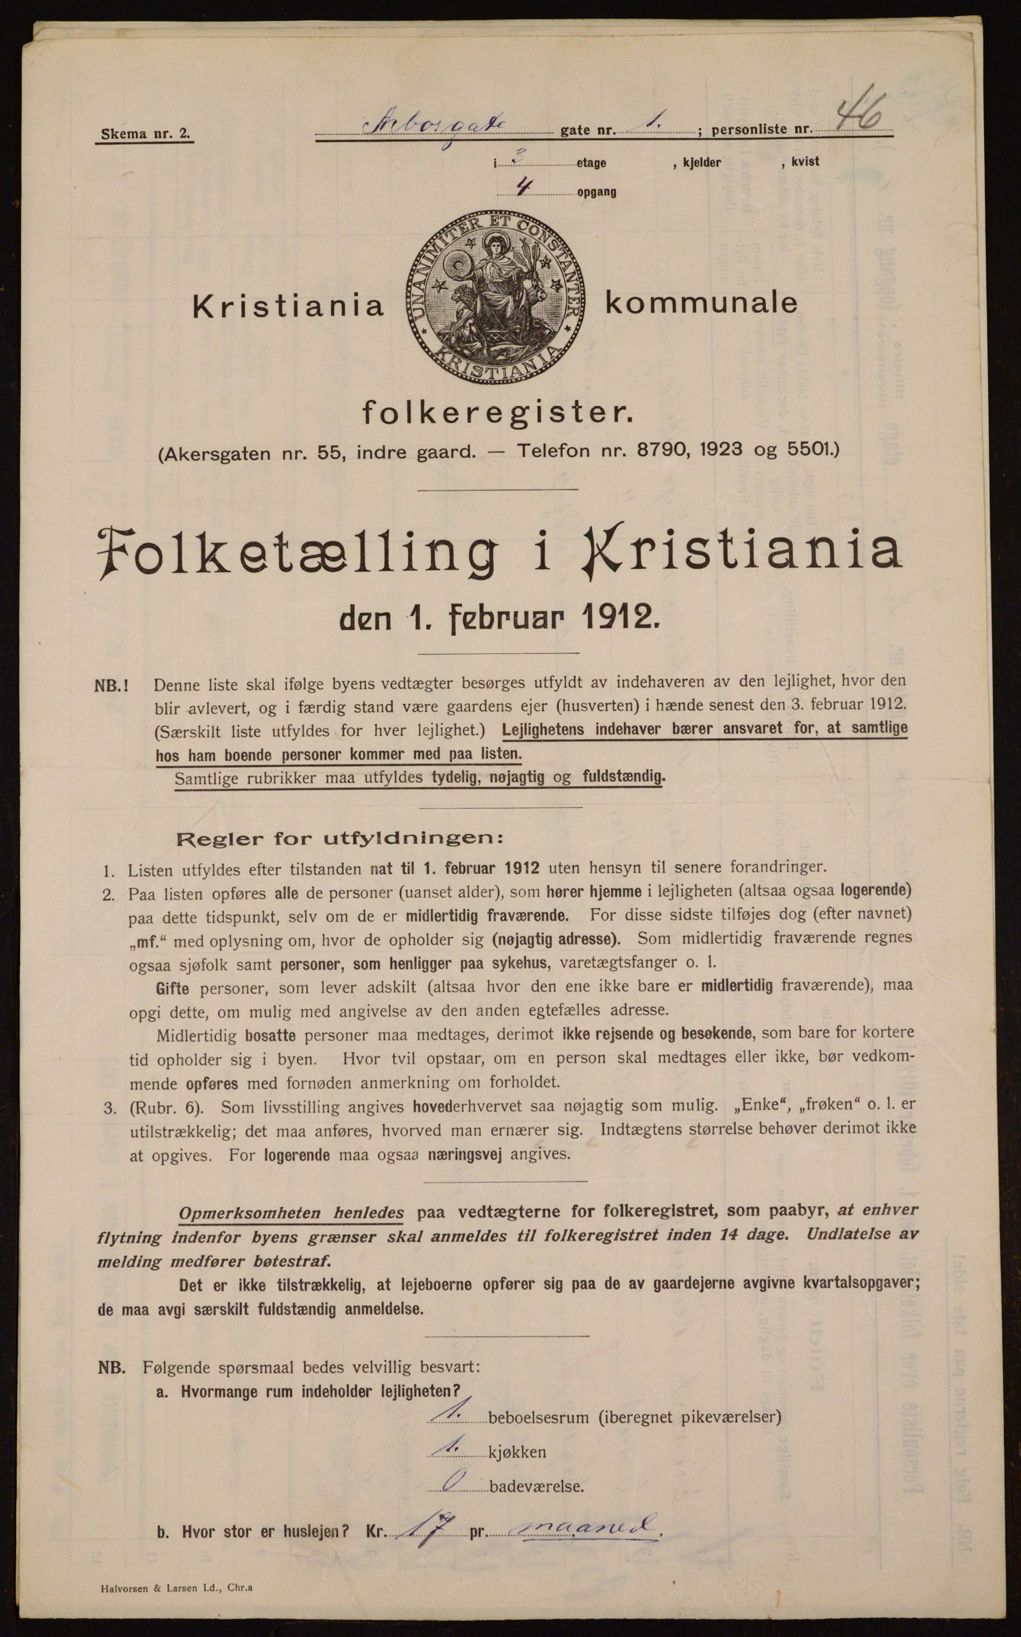 Skema nr. 2.
gate nr. 1. ; personliste nr. 46
i 3 etage , kjelder , kvist
4 opgang
UNANIMITER ET CONSTANTER
KRISTIANIA
Kristiania kommunale
folkeregister.
(Akersgaten nr. 55, indre gaard. — Telefon nr. 8790, 1923 og 5501.)
Folketælling i Kristiania
den 1. februar 1912.
NB.! Denne liste skal ifølge byens vedtægter besørges utfyldt av indehaveren av den lejlighet, hvor den
blir avlevert, og i færdig stand være gaardens ejer (husverten) i hænde senest den 3. februar 1912.
(Særskilt liste utfyldes for hver lejlighet.) Lejlighetens indehaver bærer ansvaret for, at samtlige
hos ham boende personer kommer med paa listen.
Samtlige rubrikker maa utfyldes tydelig, nøjagtig og fuldstændig.
Regler for utfyldningen:
1. Listen utfyldes efter tilstanden nat til 1. februar 1912 uten hensyn til senere forandringer.
2. Paa listen opføres alle de personer (uanset alder), som hører hjemme i lejligheten (altsaa ogsaa logerende)
paa dette tidspunkt, selv om de er midlertidig fraværende. For disse sidste tilføjes dog (efter navnet)
„mf.“ med oplysning om, hvor de opholder sig (nøjagtig adresse). Som midlertidig fraværende regnes
ogsaa sjøfolk samt personer, som henligger paa sykehus, varetægtsfanger o. l.
Gifte personer, som lever adskilt (altsaa hvor den ene ikke bare er midlertidig fraværende), maa
opgi dette, om mulig med angivelse av den anden egtefælles adresse.
Midlertidig bosatte personer maa medtages, derimot ikke rejsende og besøkende, som bare for kortere
tid opholder sig i byen. Hvor tvil opstaar, om en person skal medtages eller ikke, bør vedkom-
mende opføres med fornøden anmerkning om forholdet.
3. (Rubr. 6). Som livsstilling angives hovederhvervet saa nøjagtig som mulig. „Enke“, „frøken“ o. l. er
utilstrækkelig; det maa anføres, hvorved man ernærer sig. Indtægtens størrelse behøver derimot ikke
at opgives. For logerende maa ogsaa næringsvej angives.
Opmerksomheten henledes paa vedtægterne for folkeregistret, som paabyr, at enhver
flytning indenfor byens grænser skal anmeldes til folkeregistret inden 14 dage. Undlatelse av
melding medfører bøtestraf.
Det er ikke tilstrækkelig, at lejeboerne opfører sig paa de av gaardejerne avgivne kvartalsopgaver;
de maa avgi særskilt fuldstændig anmeldelse.
NB. Følgende spørsmaal bedes velvillig besvart:
a. Hvormange rum indeholder lejligheten?
1. beboelsesrum (iberegnet pikeværelser)
1. kjøkken
0 badeværelse.
b. Hvor stor er huslejen? Kr. 17 pr. maaned.
Halvorsen & Larsen Ld., Chr.a